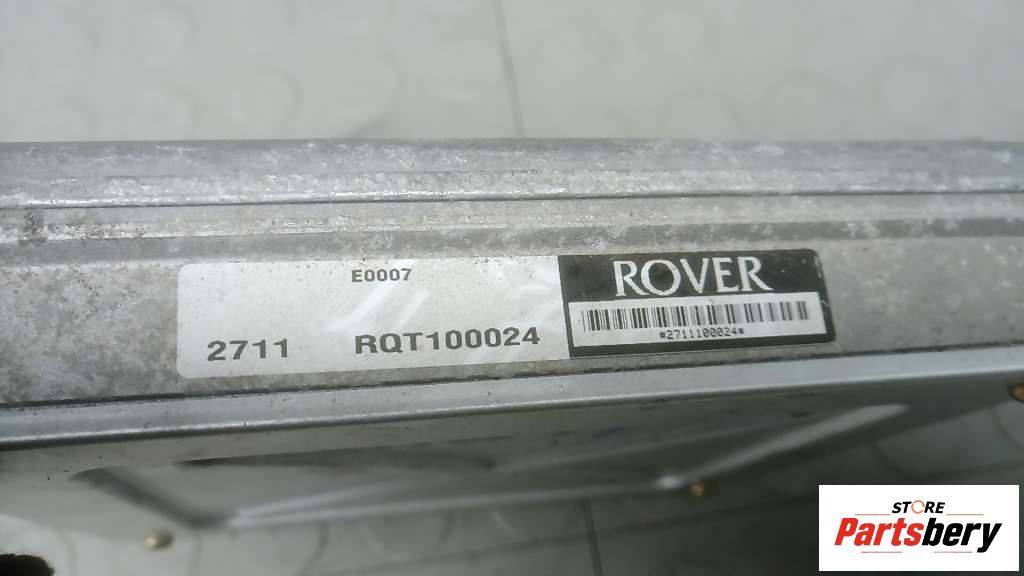 E0007
2711 RQT100024
ROVER
*2711100024*
STORE
Partsbery